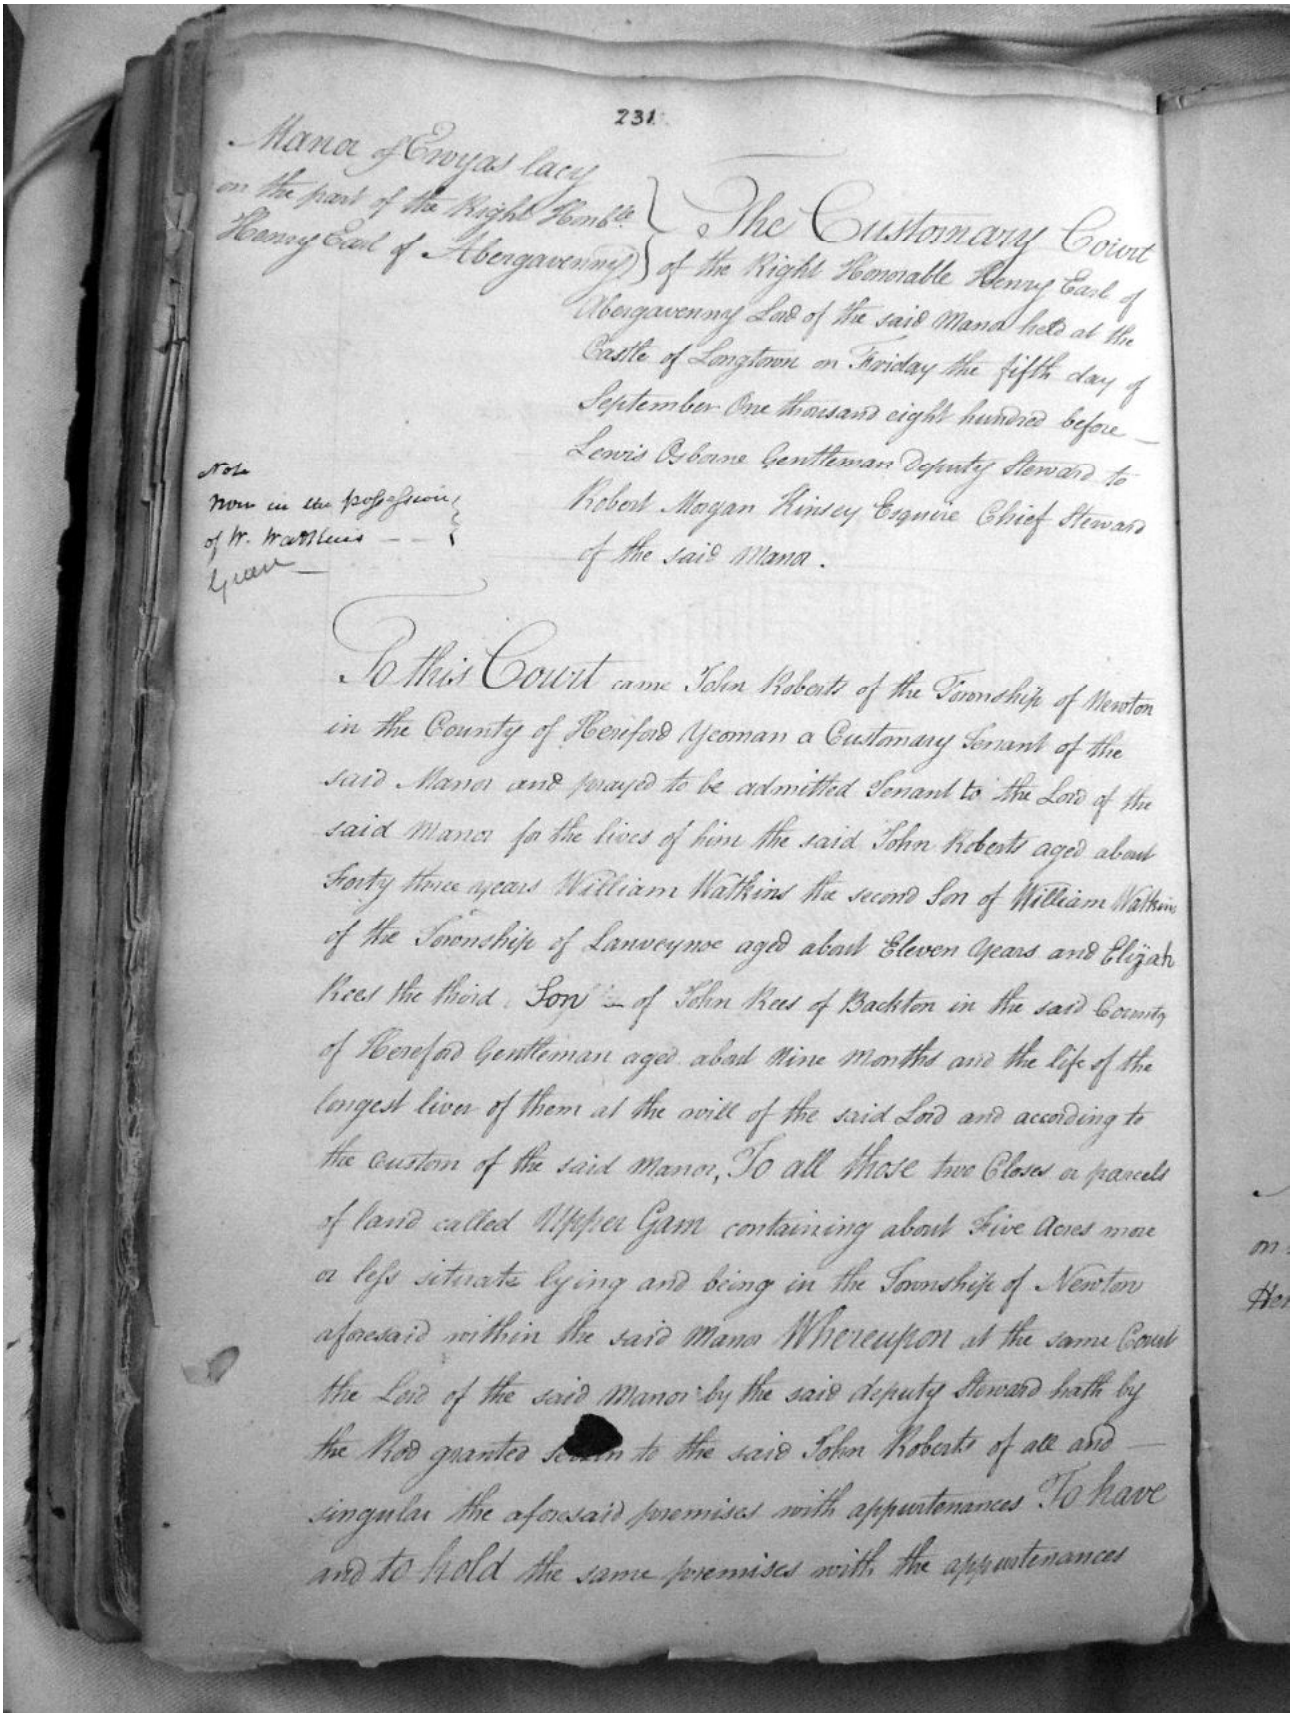 231
Manor of Ewyas lacy
on the part of the Right Honble.
Henry Earl of Abergavenny
The Customary Court
of the Right Honorable Henry Earl of
Abergavenny Lord of the said Manor held at the
Castle of Longtown on Friday the fifth day of
September One thousand eight hundred before
Lewis Osborne Gentleman Deputy Steward to
Robert Morgan Kinsey Esquire Chief Steward
of the said Manor.
Note
Now in the possession
of W. Watkins
To this Court came John Roberts of the Township of Newton
in the County of Hereford Yeoman a Customary Tenant of the
said Manor and prayed to be admitted Tenant to the Lord of the
said Manor for the lives of him the said John Roberts aged about
Forty three years William Watkins the second Son of William Watkins
of the Township of Lanveynoe aged about Eleven Years and Elijah
Rees the third Son of John Rees of Backton in the said County
of Hereford Gentleman aged about Nine Months and the life of the
longest liver of them at the will of the said Lord and according to
the custom of the said Manor, To all those two Closes or parcels
of land called Upper Gam containing about Five Acres more
or less situate lying and being in the Township of Newton
aforesaid within the said Manor Whereupon at the same Court
the Lord of the said Manor by the said deputy Steward hath by
the Rod granted seisin to the said John Roberts of all and
singular the aforesaid premises with appurtenances To have
and to hold the same premises with the appurtenances
on
Hen